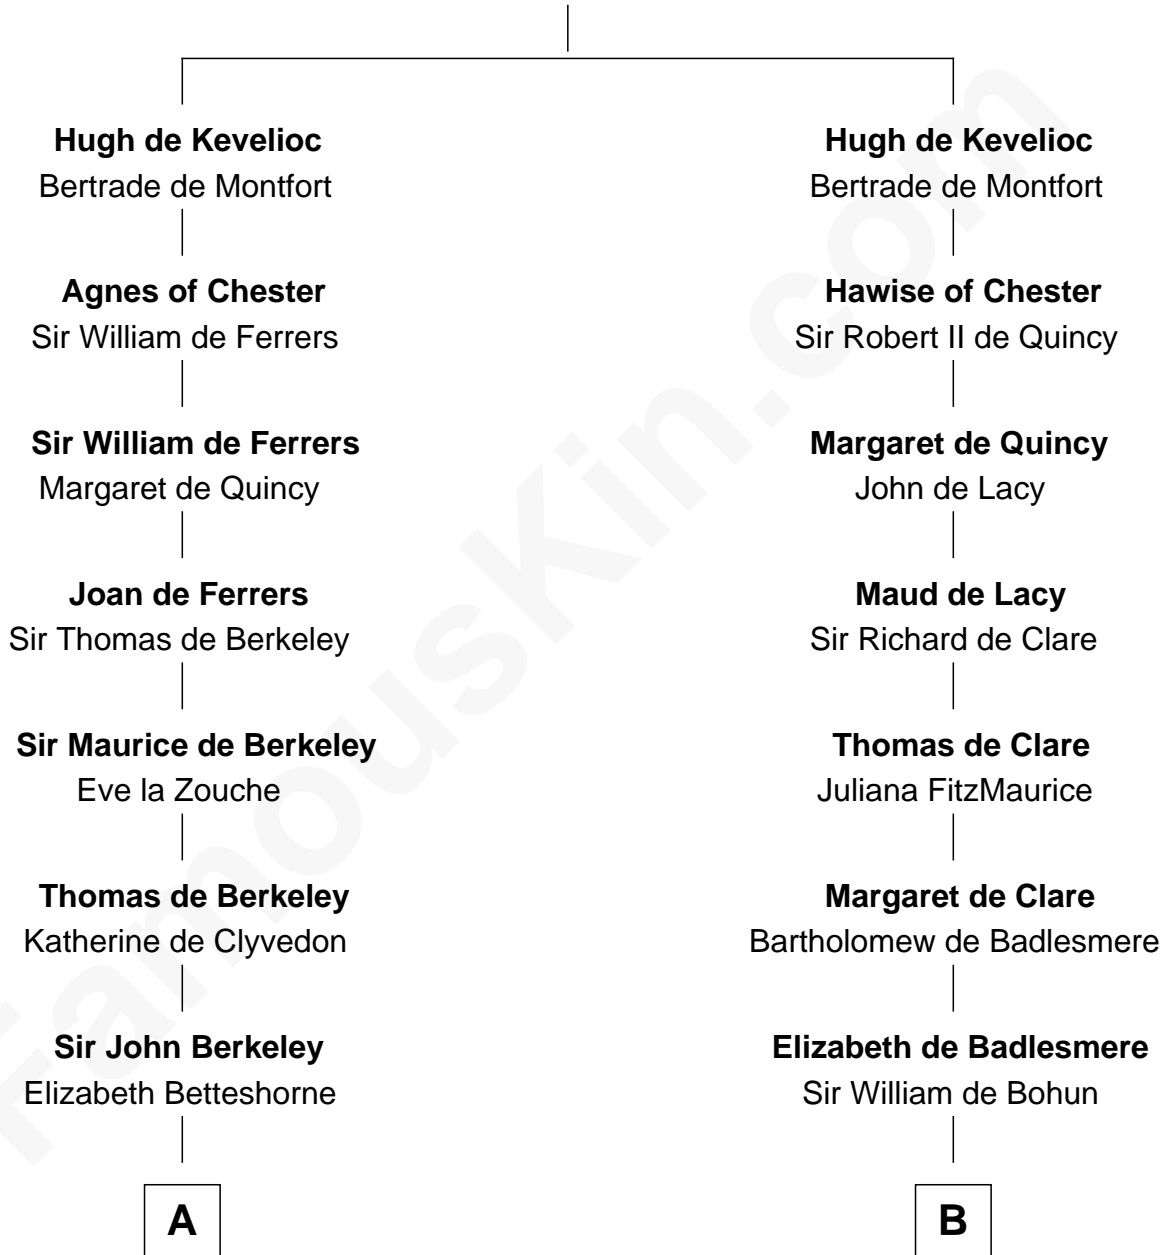 Hugh de Kevelioc
Bertrade de Montfort
Agnes of Chester
Sir William de Ferrers
Sir William de Ferrers
Margaret de Quincy
Joan de Ferrers
Sir Thomas de Berkeley
Sir Maurice de Berkeley
Eve la Zouche
Thomas de Berkeley
Katherine de Clyvedon
Sir John Berkeley
Elizabeth Betteshorne
A
Hugh de Kevelioc
Bertrade de Montfort
Hawise of Chester
Sir Robert II de Quincy
Margaret de Quincy
John de Lacy
Maud de Lacy
Sir Richard de Clare
Thomas de Clare
Juliana FitzMaurice
Margaret de Clare
Bartholomew de Badlesmere
Elizabeth de Badlesmere
Sir William de Bohun
B
FamousKin.com